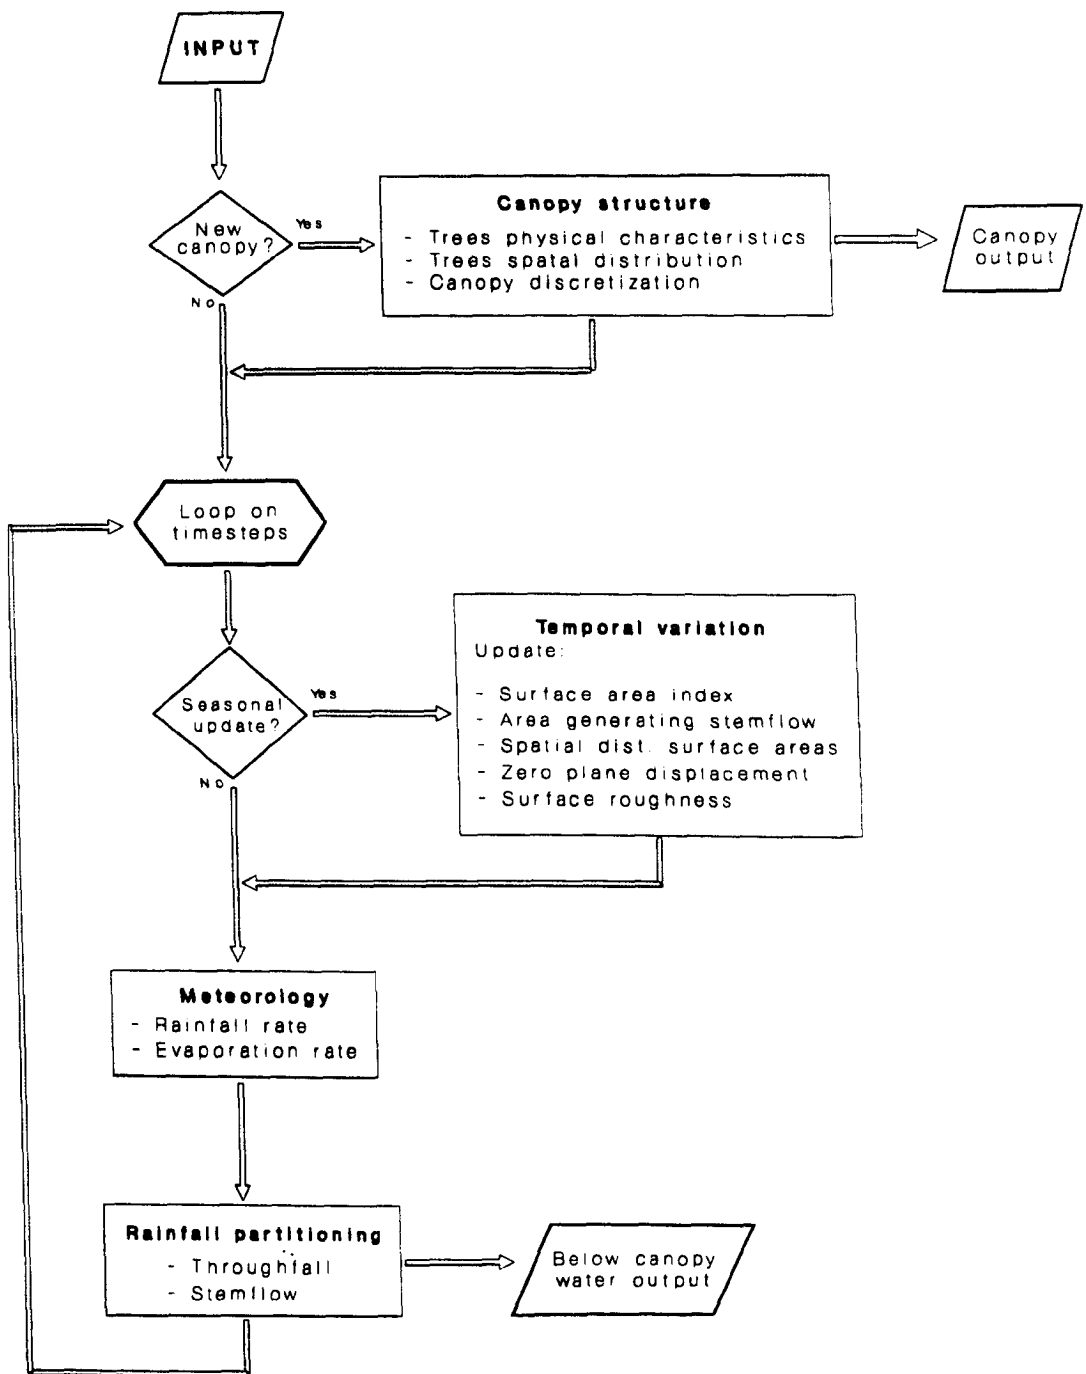 INPUT
New
canopy?
Yes
No
Canopy structure
- Trees physical characteristics
- Trees spatal distribution
- Canopy discretization
Canopy
output
Loop on
timesteps
Seasonal
update?
Yes
No
Temporal variation
Update:
- Surface area index
- Area generating stemflow
- Spatial dist. surface areas
- Zero plane displacement
- Surface roughness
Meteorology
- Rainfall rate
- Evaporation rate
Rainfall partitioning
- Throughfall
- Stemflow
Below canopy
water output